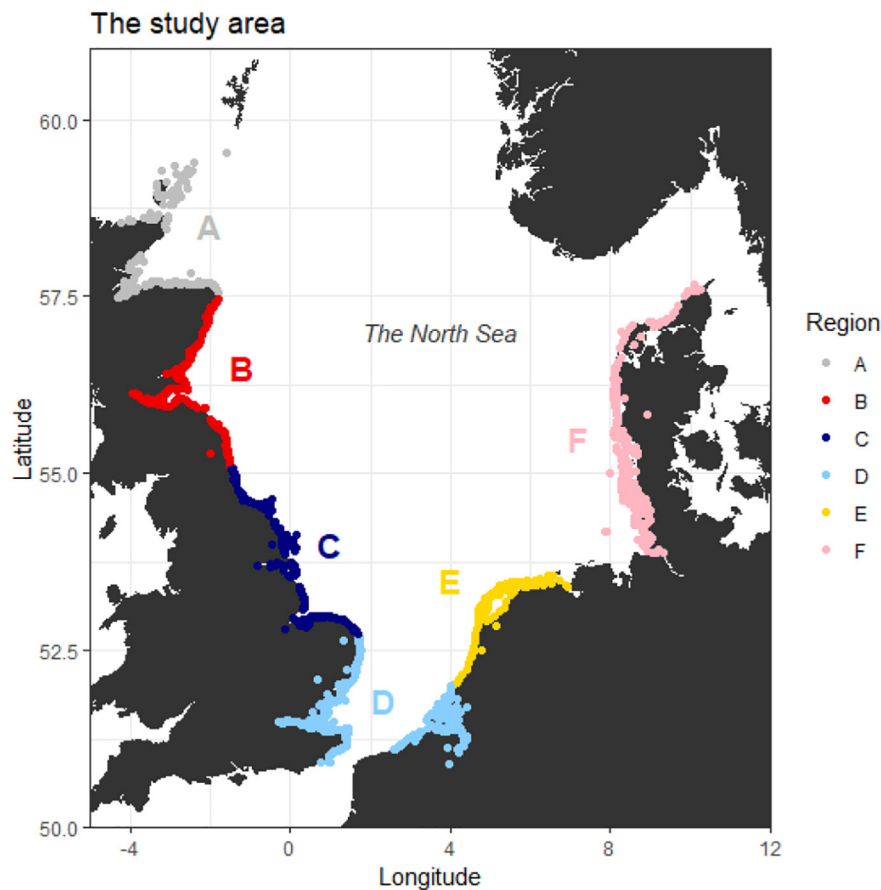 The study area
60.0
57.5
55.0
52.5
50.0
Latitude
A
B
The North Sea
F
C
E
D
-4
0
4
8
12
Longitude
Region
A
B
C
D
E
F